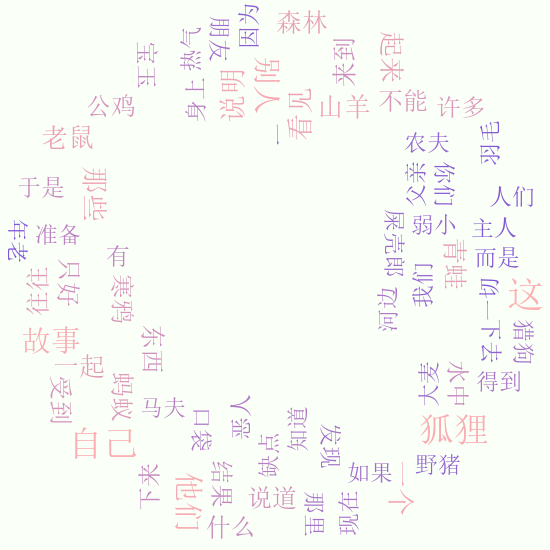 因为
森林
朋友
热气
宝玉
来到
起来
别人
说明
身上
看见
山羊
不能
许多
公鸡
老鼠
一
农夫
羽毛
父亲
你们
那些
于是
人们
年老
准备
屎壳郎
弱小
主人
青蛙
而是
有
只好
往往
寒鸦
我们
一切
这
河边
故事
东西
一下
去
猎狗
一起
受到
蚂蚁
马夫
大麦
水中
得到
自己
口袋
恶人
知道
缺点
发现
狐狸
野猪
如果
一个
下来
他们
结果
说道
那里
现在
什么